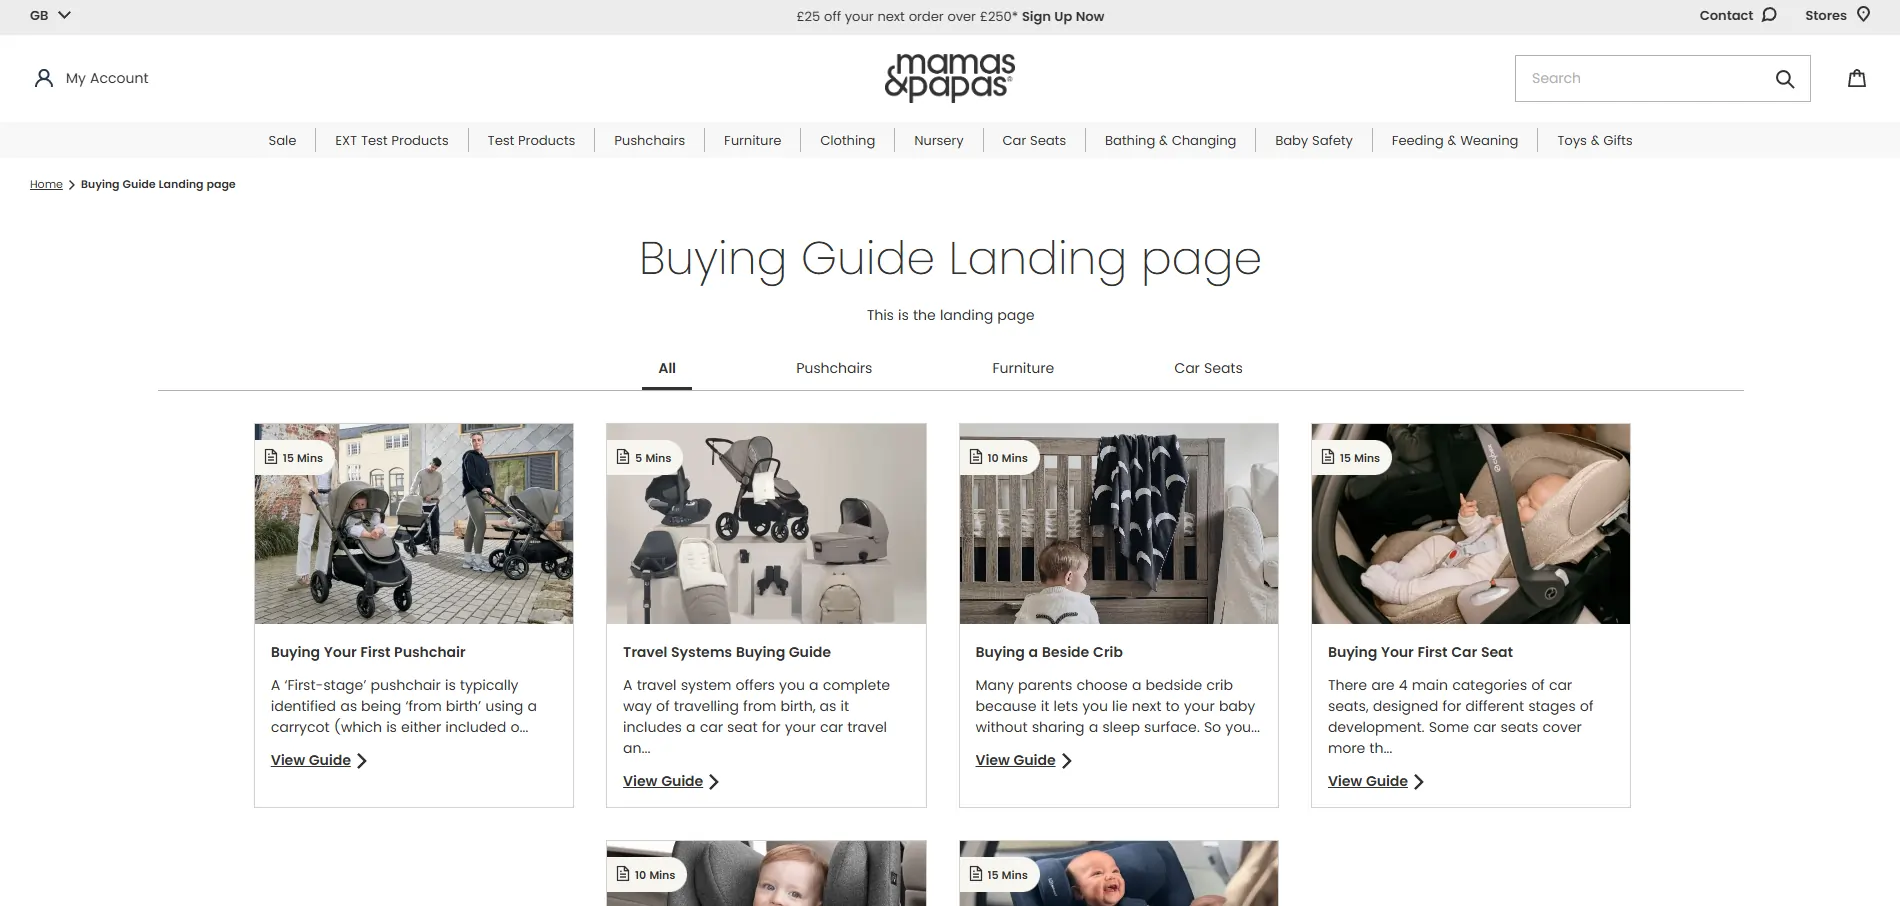 GB
£25 off your next order over £250* Sign Up Now
Contact
Stores
My Account
mamas
&papas®
Search
Sale
EXT Test Products
Test Products
Pushchairs
Furniture
Clothing
Nursery
Car Seats
Bathing & Changing
Baby Safety
Feeding & Weaning
Toys & Gifts
Home
Buying Guide Landing page
Buying Guide Landing page
This is the landing page
All
Pushchairs
Furniture
Car Seats
15 Mins
Buying Your First Pushchair
A ‘First-stage’ pushchair is typically
identified as being ‘from birth’ using a
carrycot (which is either included o...
View Guide
5 Mins
Travel Systems Buying Guide
A travel system offers you a complete
way of travelling from birth, as it
includes a car seat for your car travel
an...
View Guide
10 Mins
Buying a Beside Crib
Many parents choose a bedside crib
because it lets you lie next to your baby
without sharing a sleep surface. So you...
View Guide
15 Mins
Buying Your First Car Seat
There are 4 main categories of car
seats, designed for different stages of
development. Some car seats cover
more th...
View Guide
10 Mins
15 Mins